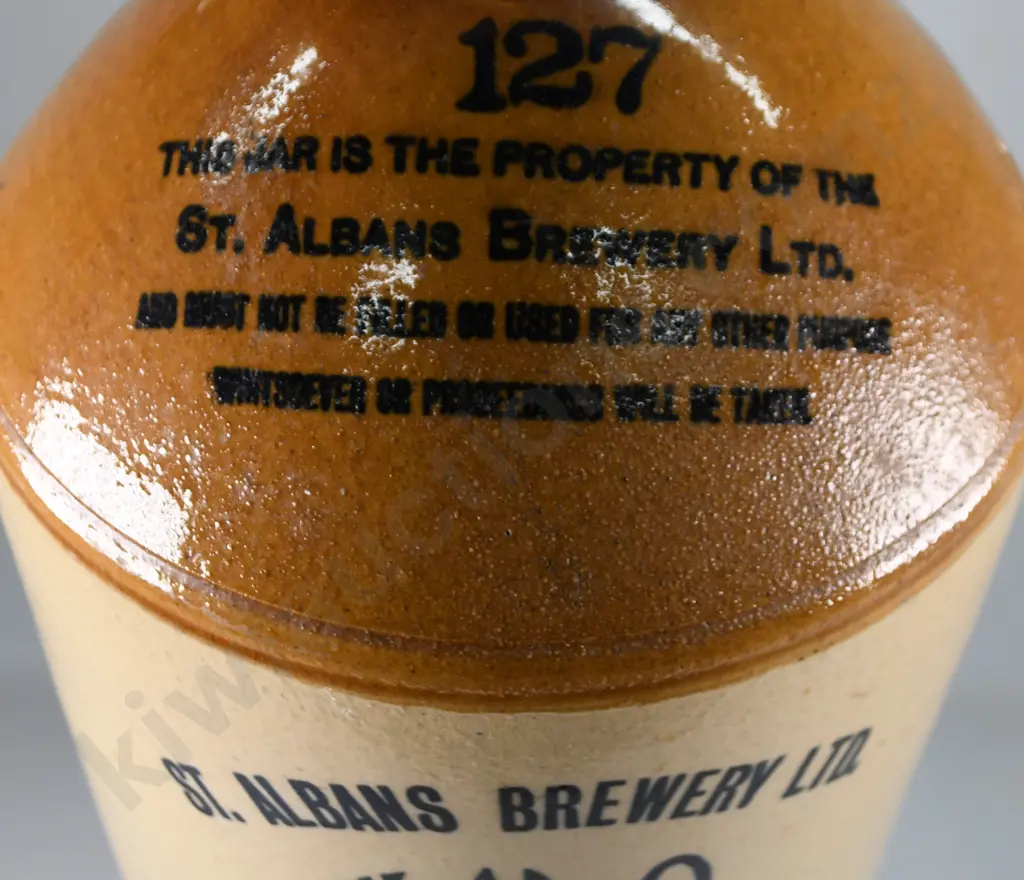 127
THIS JAR IS THE PROPERTY OF THE
ST. ALBANS BREWERY LTD.
AND MUST NOT BE FILLED OR USED FOR ANY OTHER PURPOSE
WHATSOEVER OR PROCEEDINGS WILL BE TAKEN.
ST. ALBANS BREWERY LTD.